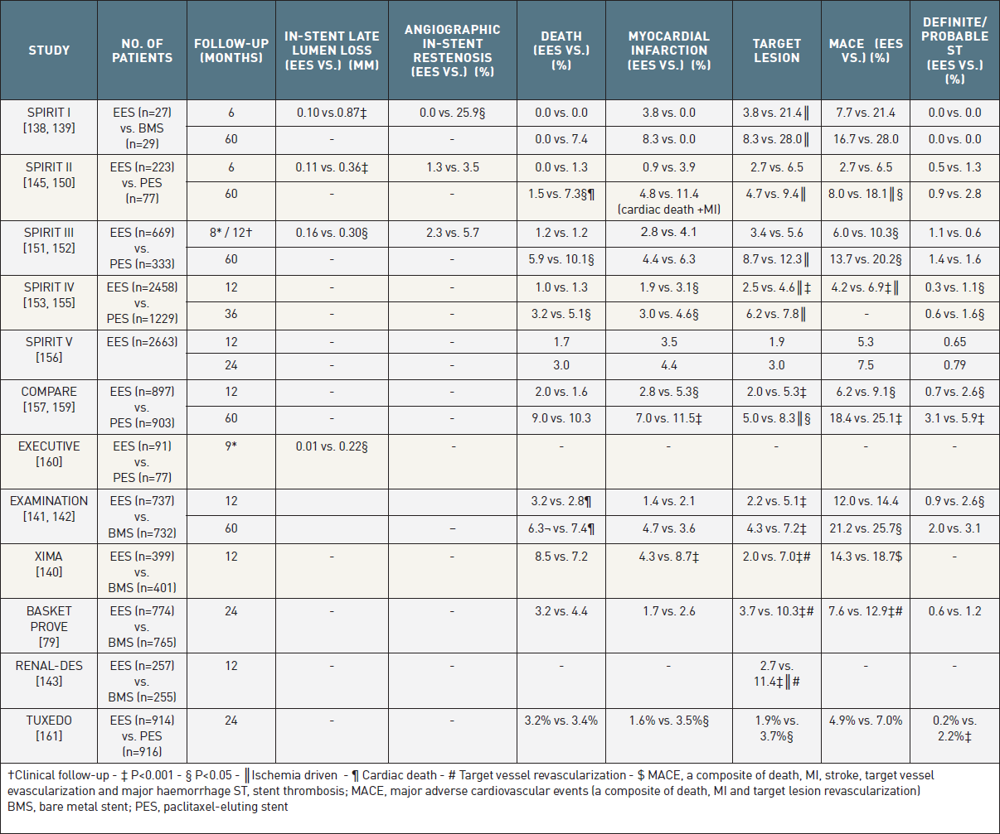 STUDY
NO. OF
PATIENTS
FOLLOW-UP
(MONTHS)
IN-STENT LATE
LUMEN LOSS
(EES VS.) (MM)
ANGIOGRAPHIC
IN-STENT
RESTENOSIS
(EES VS.) (%)
DEATH
(EES VS.)
(%)
MYOCARDIAL
INFARCTION
(EES VS.) (%)
TARGET
LESION
MACE (EES
VS.) (%)
DEFINITE/
PROBABLE
ST
(EES VS.)
(%)
SPIRIT I
[138, 139]
EES (n=27)
vs. BMS
(n=29)
6
0.10 vs.0.87‡
0.0 vs. 25.9§
0.0 vs. 0.0
3.8 vs. 0.0
3.8 vs. 21.4║
7.7 vs. 21.4
0.0 vs. 0.0
60
-
-
0.0 vs. 7.4
8.3 vs. 0.0
8.3 vs. 28.0║
16.7 vs. 28.0
0.0 vs. 0.0
SPIRIT II
[145, 150]
EES (n=223)
vs. PES
(n=77)
6
0.11 vs. 0.36‡
1.3 vs. 3.5
0.0 vs. 1.3
0.9 vs. 3.9
2.7 vs. 6.5
2.7 vs. 6.5
0.5 vs. 1.3
60
-
-
1.5 vs. 7.3§¶
4.8 vs. 11.4
(cardiac death +MI)
4.7 vs. 9.4║
8.0 vs. 18.1║§
0.9 vs. 2.8
SPIRIT III
[151, 152]
EES (n=669)
vs.
PES (n=333)
8* / 12†
0.16 vs. 0.30§
2.3 vs. 5.7
1.2 vs. 1.2
2.8 vs. 4.1
3.4 vs. 5.6
6.0 vs. 10.3§
1.1 vs. 0.6
60
-
-
5.9 vs. 10.1§
4.4 vs. 6.3
8.7 vs. 12.3║
13.7 vs. 20.2§
1.4 vs. 1.6
SPIRIT IV
[153, 155]
EES (n=2458)
vs.
PES (n=1229)
12
-
-
1.0 vs. 1.3
1.9 vs. 3.1§
2.5 vs. 4.6║‡
4.2 vs. 6.9‡║
0.3 vs. 1.1§
36
-
-
3.2 vs. 5.1§
3.0 vs. 4.6§
6.2 vs. 7.8║
-
0.6 vs. 1.6§
SPIRIT V
[156]
EES (n=2663)
12
-
-
1.7
3.5
1.9
5.3
0.65
24
-
-
3.0
4.4
3.0
7.5
0.79
COMPARE
[157, 159]
EES (n=897)
vs.
PES (n=903)
12
-
-
2.0 vs. 1.6
2.8 vs. 5.3§
2.0 vs. 5.3‡
6.2 vs. 9.1§
0.7 vs. 2.6§
60
-
-
9.0 vs. 10.3
7.0 vs. 11.5‡
5.0 vs. 8.3║§
18.4 vs. 25.1‡
3.1 vs. 5.9‡
EXECUTIVE
[160]
EES (n=91)
vs.
PES (n=77)
9*
0.01 vs. 0.22§
-
-
-
-
-
-
EXAMINATION
[141, 142]
EES (n=737)
vs.
BMS (n=732)
12
3.2 vs. 2.8¶
1.4 vs. 2.1
2.2 vs. 5.1‡
12.0 vs. 14.4
0.9 vs. 2.6§
60
–
6.3¬ vs. 7.4¶
4.7 vs. 3.6
4.3 vs. 7.2‡
21.2 vs. 25.7§
2.0 vs. 3.1
XIMA
[140]
EES (n=399)
vs.
BMS (n=401)
12
-
-
8.5 vs. 7.2
4.3 vs. 8.7‡
2.0 vs. 7.0‡#
14.3 vs. 18.7$
-
BASKET
PROVE
[79]
EES (n=774)
vs.
BMS (n=765)
24
-
-
3.2 vs. 4.4
1.7 vs. 2.6
3.7 vs. 10.3‡#
7.6 vs. 12.9‡#
0.6 vs. 1.2
RENAL-DES
[143]
EES (n=257)
vs.
BMS (n=255)
12
-
-
-
-
2.7 vs.
11.4‡║#
-
-
TUXEDO
[161]
EES (n=914)
vs. PES
(n=916)
24
-
-
3.2% vs. 3.4%
1.6% vs. 3.5%§
1.9% vs.
3.7%§
4.9% vs. 7.0%
0.2% vs.
2.2%‡
†Clinical follow-up - ‡ P<0.001 - § P<0.05 - ║Ischemia driven - ¶ Cardiac death - # Target vessel revascularization - $ MACE, a composite of death, MI, stroke, target vessel
evascularization and major haemorrhage ST, stent thrombosis; MACE, major adverse cardiovascular events (a composite of death, MI and target lesion revascularization)
BMS, bare metal stent; PES, paclitaxel-eluting stent